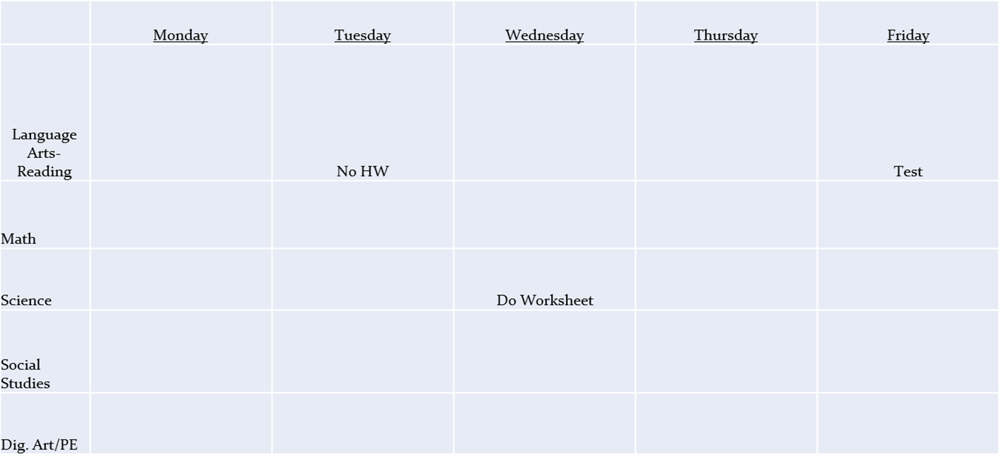 Monday Tuesday Wednesday Thursday Friday
Language
Arts-
Reading No HW Test
Math
Science Do Worksheet
Social
Studies
Dig. Art/PE